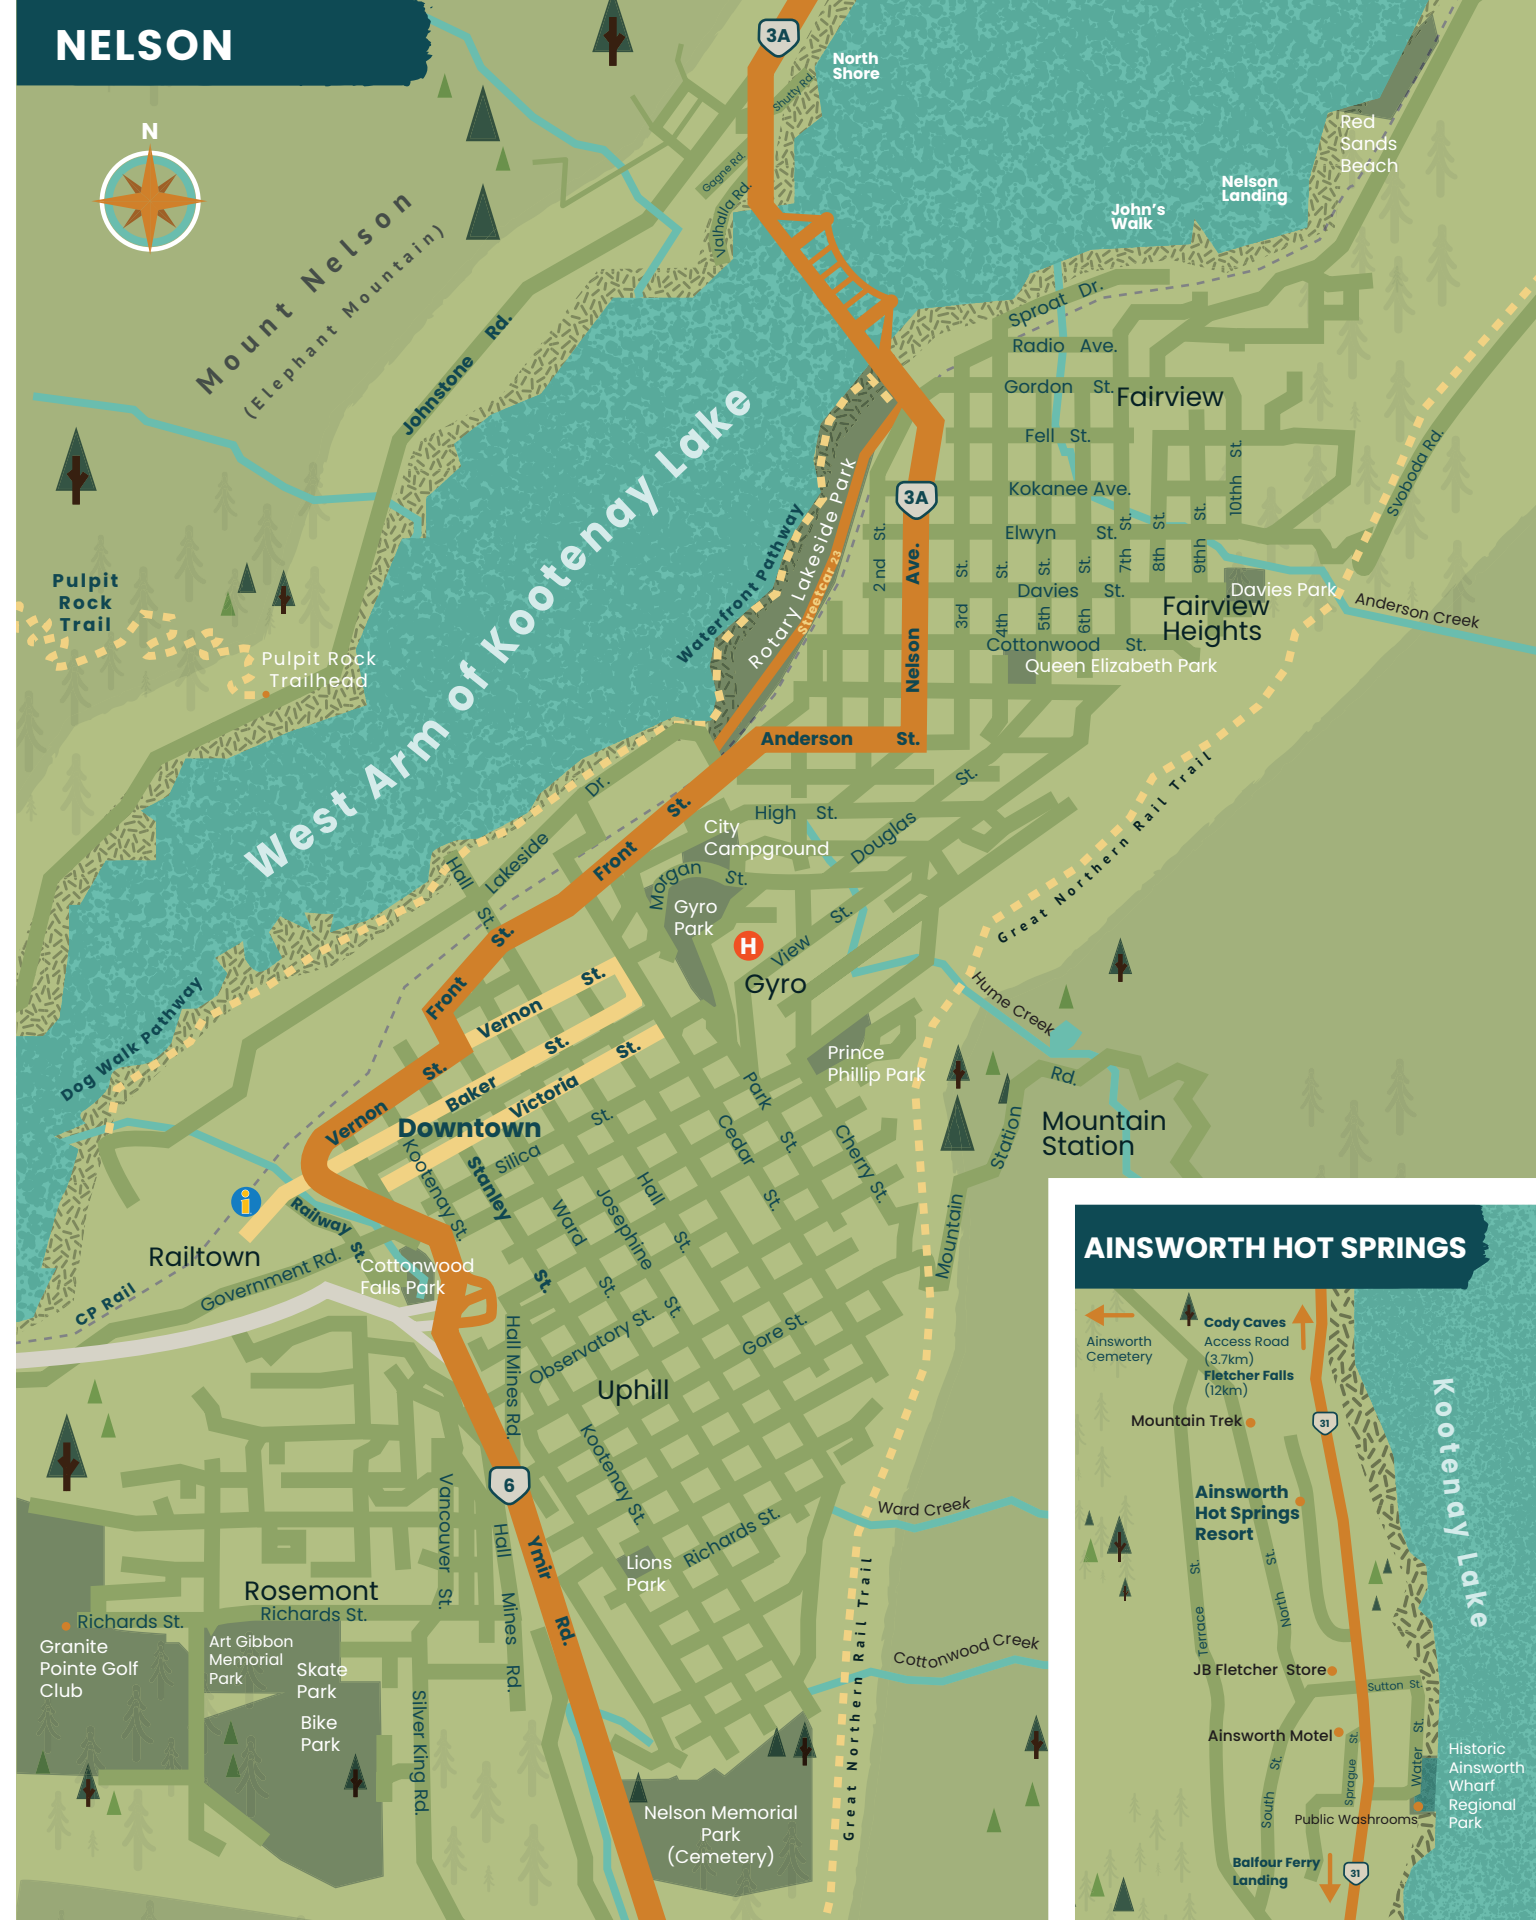 NELSON
N
3A
North
Shore
Shutty Rd.
Gagne Rd.
Valhalla Rd.
Red
Sands
Beach
Nelson
Landing
John's
Walk
Mount Nelson
(Elephant Mountain)
Johnstone Rd.
West Arm of Kootenay Lake
Sproat Dr.
Radio Ave.
Gordon St.
Fairview
Fell St.
Kokanee Ave.
10thh St.
Svoboda Rd.
3A
Elwyn St.
2nd St.
3rd St.
4th St.
5th St.
6th St.
7th St.
8th St.
9thh St.
Davies St.
Davies Park
Fairview
Heights
Anderson Creek
Cottonwood St.
Queen Elizabeth Park
Nelson Ave.
Waterfront Pathway
Rotary Lakeside Park
Streetcar 23
Pulpit
Rock
Trail
Pulpit Rock
Trailhead
Anderson St.
Great Northern Rail Trail
High St.
Douglas St.
City
Campground
Front St.
Lakeside Dr.
Hall St.
Morgan St.
Gyro
Park
H
View St.
Gyro
Hume Creek
Dog Walk Pathway
Front St.
Vernon St.
Baker St.
Victoria St.
Vernon St.
Downtown
Prince
Phillip Park
Mountain Station Rd.
Mountain
Station
Park St.
Cedar St.
Cherry St.
Silica St.
Kootenay St.
Stanley St.
Ward St.
Josephine St.
Hall St.
i
Railway St.
Railtown
Government Rd.
CP Rail
Cottonwood
Falls Park
Hall Mines Rd.
Observatory St.
Gore St.
Uphill
Kootenay St.
6
Vancouver St.
Hall Mines Rd.
Ymir Rd.
Lions
Park
Richards St.
Ward Creek
Rosemont
Richards St.
Richards St.
Granite
Pointe Golf
Club
Art Gibbon
Memorial
Park
Skate
Park
Bike
Park
Silver King Rd.
Great Northern Rail Trail
Cottonwood Creek
Nelson Memorial
Park
(Cemetery)
AINSWORTH HOT SPRINGS
Ainsworth
Cemetery
Cody Caves
Access Road
(3.7km)
Fletcher Falls
(12km)
Mountain Trek
31
Kootenay Lake
Ainsworth
Hot Springs
Resort
Terrace St.
North St.
JB Fletcher Store
Sutton St.
Ainsworth Motel
South St.
Sprague St.
Water St.
Historic
Ainsworth
Wharf
Regional
Park
Public Washrooms
Balfour Ferry
Landing
31